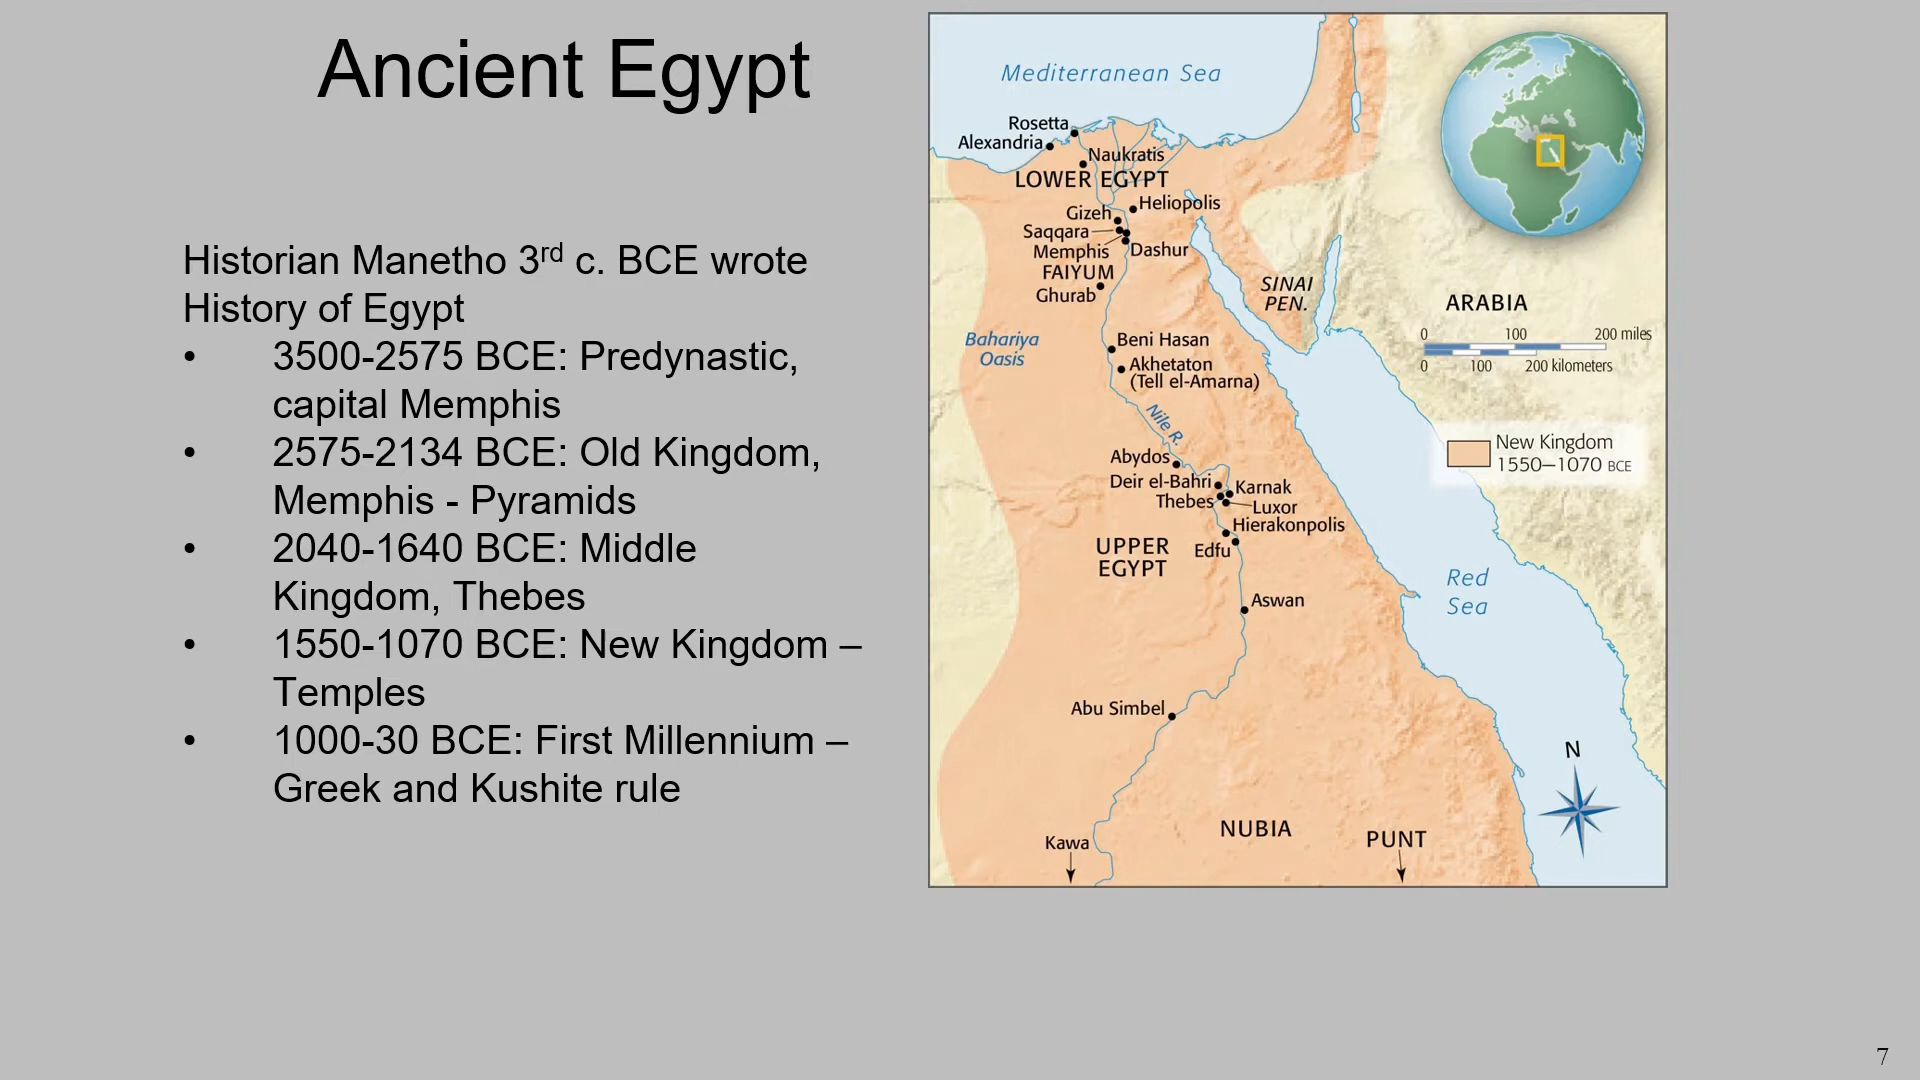 Ancient Egypt
Historian Manetho 3rd c. BCE wrote
History of Egypt
• 3500-2575 BCE: Predynastic,
capital Memphis
• 2575-2134 BCE: Old Kingdom,
Memphis - Pyramids
• 2040-1640 BCE: Middle
Kingdom, Thebes
• 1550-1070 BCE: New Kingdom –
Temples
• 1000-30 BCE: First Millennium –
Greek and Kushite rule
Mediterranean Sea
Rosetta
Alexandria
Naukratis
LOWER EGYPT
Heliopolis
Gizeh
Saqqara
Memphis
Dashur
FAIYUM
Ghurab
SINAI
PEN.
ARABIA
0 100 200 miles
0 100 200 kilometers
Bahariya
Oasis
Beni Hasan
Akhetaton
(Tell el-Amarna)
Nile R.
New Kingdom
1550–1070 BCE
Abydos
Deir el-Bahri
Karnak
Thebes
Luxor
Hierakonpolis
UPPER
EGYPT
Edfu
Red
Sea
Aswan
Abu Simbel
N
NUBIA
PUNT
Kawa
7